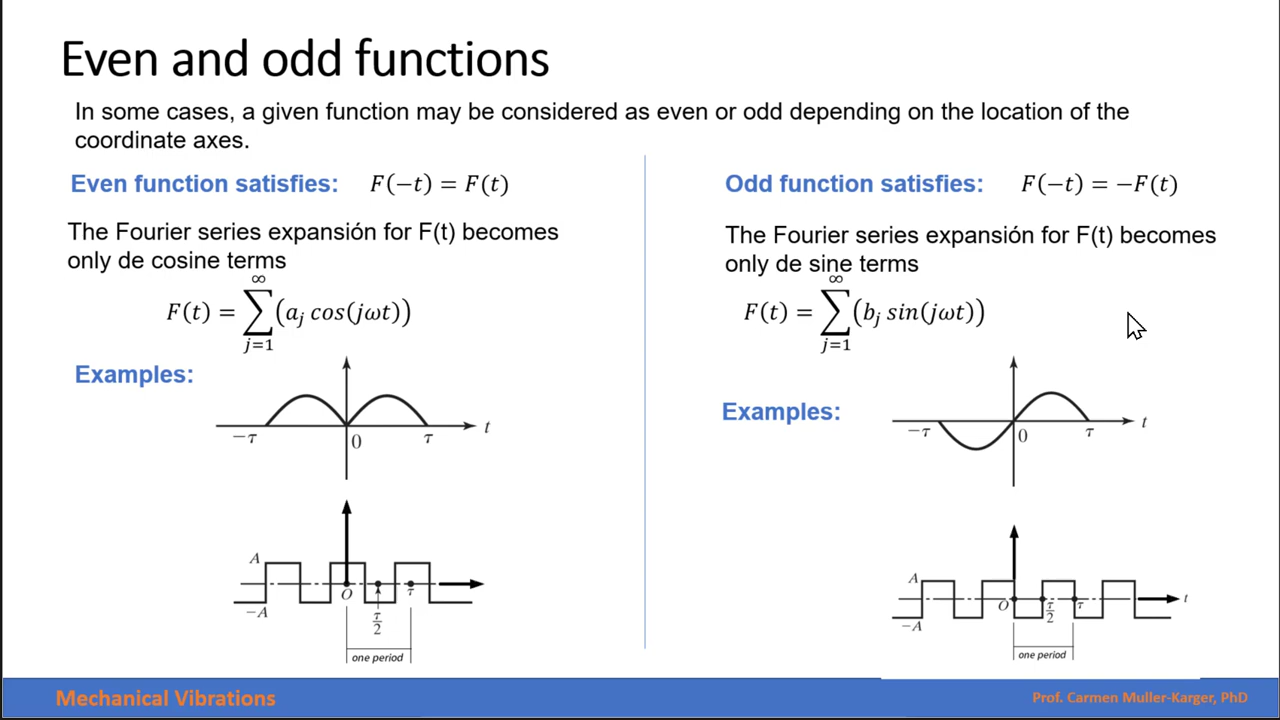 Even and odd functions
In some cases, a given function may be considered as even or odd depending on the location of the
coordinate axes.
Even function satisfies: F(−t) = F(t)
The Fourier series expansión for F(t) becomes
only de cosine terms
F(t) = ∞∑j=1 (aj cos(jωt))
Examples:
−τ 0 τ t
A
−A
O τ/2 τ
one period
Odd function satisfies: F(−t) = −F(t)
The Fourier series expansión for F(t) becomes
only de sine terms
F(t) = ∞∑j=1 (bj sin(jωt))
Examples:
−τ 0 τ t
A
−A
O τ/2 τ t
one period
Mechanical Vibrations
Prof. Carmen Muller-Karger, PhD